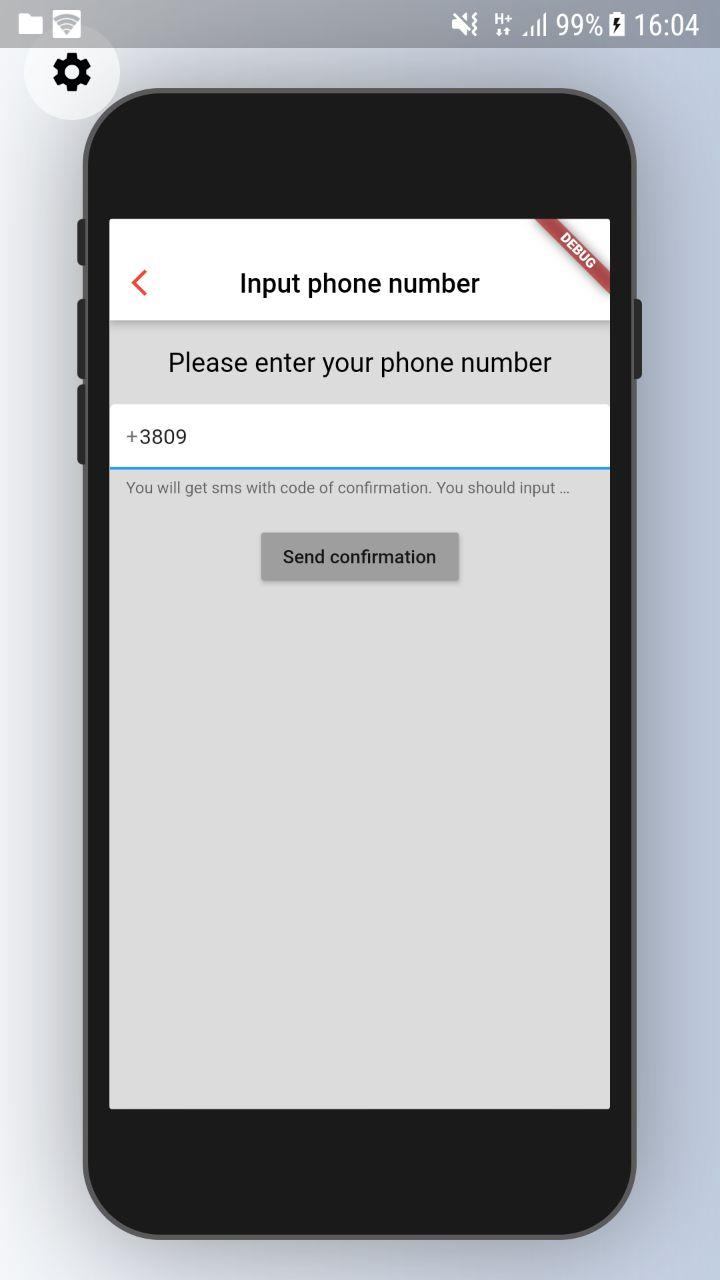 H+ 99% 16:04
DEBUG
Input phone number
Please enter your phone number
+3809
You will get sms with code of confirmation. You should input ...
Send confirmation